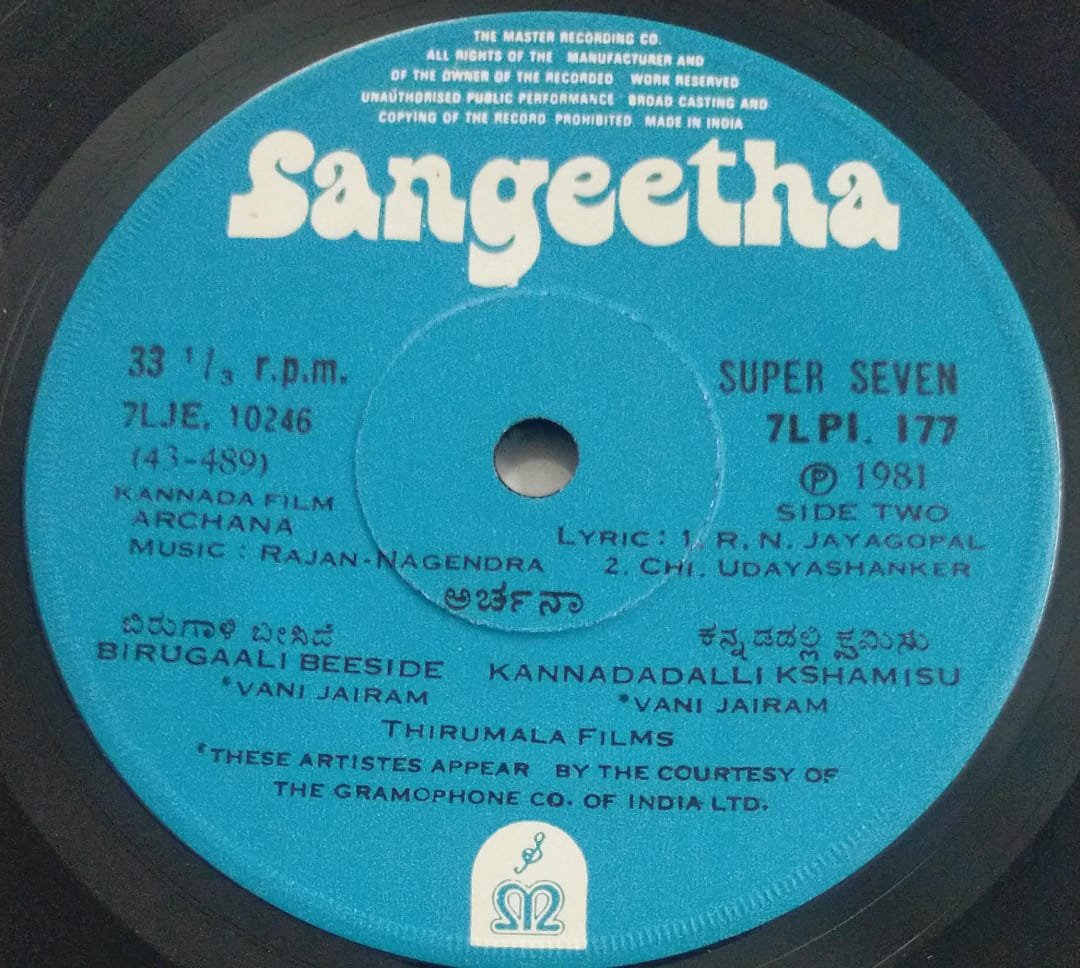 THE MASTER RECORDING CO.
ALL RIGHTS OF THE MANUFACTURER AND
OF THE OWNER OF THE RECORDED WORK RESERVED
UNAUTHORISED PUBLIC PERFORMANCE BROAD CASTING AND
COPYING OF THE RECORD PROHIBITED MADE IN INDIA
Sangeetha
33 1/3 r.p.m.
7LJE. 10246
(43-489)
KANNADA FILM
ARCHANA
MUSIC : RAJAN-NAGENDRA
SUPER SEVEN
7LPI. 177
℗ 1981
SIDE TWO
LYRIC : 1. R. N. JAYAGOPAL
2. CHI. UDAYASHANKER
ಅರ್ಚನಾ
ಬಿರುಗಾಳಿ ಬೀಸಿದೆ
BIRUGAALI BEESIDE
*VANI JAIRAM
ಕನ್ನಡದಲ್ಲಿ ಕ್ಷಮಿಸು
KANNADADALLI KSHAMISU
*VANI JAIRAM
THIRUMALA FILMS
*THESE ARTISTES APPEAR BY THE COURTESY OF
THE GRAMOPHONE CO. OF INDIA LTD.